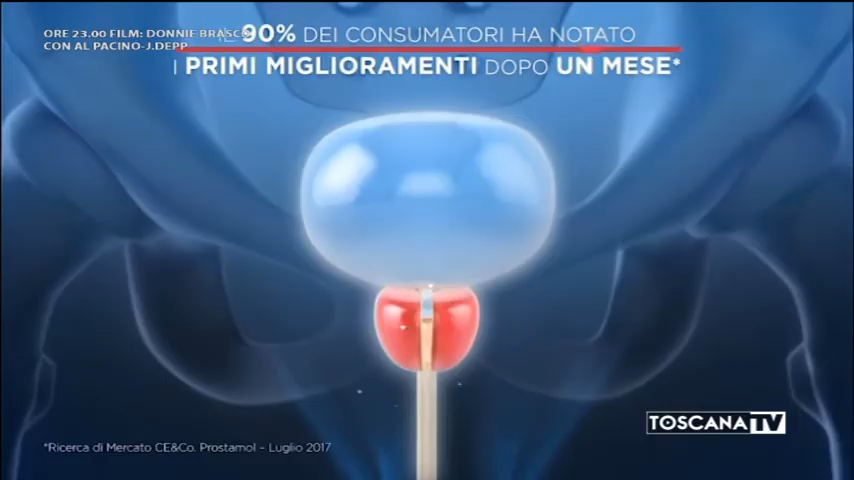 ORE 23.00 FILM: DONNIE BRASCO
CON AL PACINO-J.DEPP
IL 90% DEI CONSUMATORI HA NOTATO
I PRIMI MIGLIORAMENTI DOPO UN MESE*
TOSCANA TV
*Ricerca di Mercato CE&Co. Prostamol – Luglio 2017